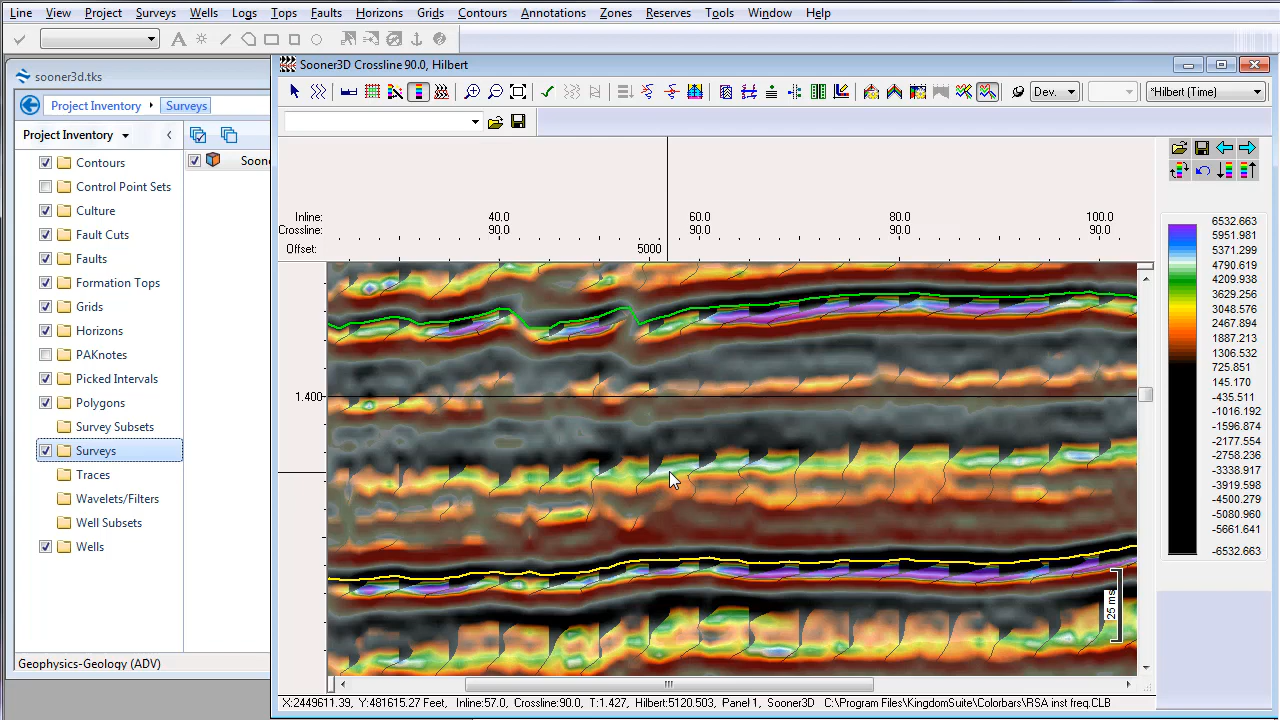 Line Project Surveys Wells Logs Tops Faults Horizons Grids Contours Annotations Zones Reserves Tools Window Help
sooner3d.tks
Project Inventory Surveys
Project Inventory
Contours
Control Point Sets
Culture
Fault Cuts
Faults
Formation Tops
Grids
Horizons
PAKnotes
Picked Intervals
Polygons
Survey Subsets
Surveys
Traces
Wavelets/Filters
Well Subsets
Wells
Geophysics-Geology (ADV)
Soone
Sooner3D Crossline 90.0, Hilbert
Dev... *Hilbert (Time)
Inline: 40.0 60.0 80.0 100.0
Crossline: 90.0 90.0 90.0 90.0
Offset: 5000
1.400
25 ms
6532.663
5951.981
5371.299
4790.619
4209.938
3629.256
3048.575
2467.894
1887.213
1306.532
725.851
145.170
-435.511
-1016.192
-1596.874
-2177.554
-2758.236
-3338.917
-3919.598
-4500.279
-5080.960
-5661.641
-6532.663
X:2449611.39, Y:481615.27 Feet, Inline:57.0, Crossline:90.0, T:1.427, Hilbert:5120.503, Panel 1, Sooner3D C:\Program Files\KingdomSuite\Colorbars\RSA inst freq.CLB